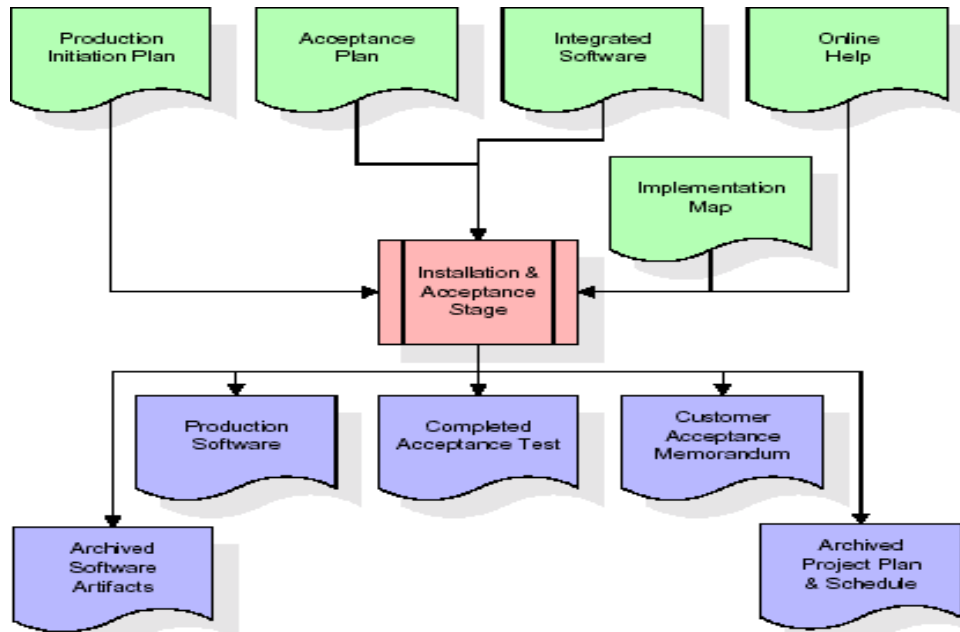 Production
Initiation Plan
Acceptance
Plan
Integrated
Software
Online
Help
Implementation
Map
Installation &
Acceptance
Stage
Production
Software
Completed
Acceptance Test
Customer
Acceptance
Memorandum
Archived
Software
Artifacts
Archived
Project Plan
& Schedule